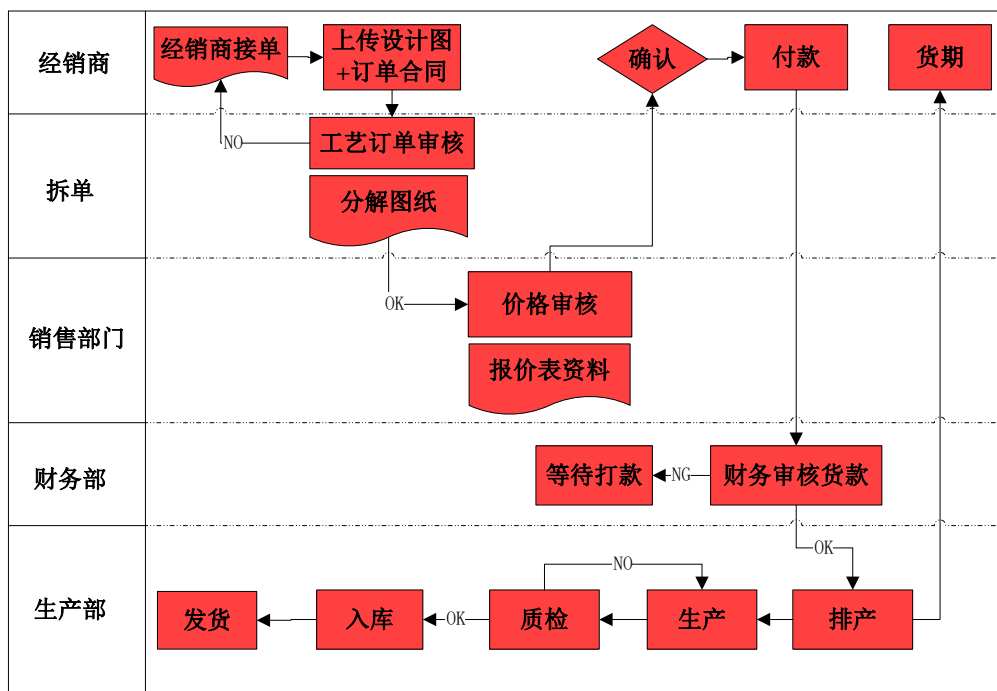 经销商
经销商接单
上传设计图
+订单合同
确认
付款
货期
拆单
NO
工艺订单审核
分解图纸
销售部门
OK
价格审核
报价表资料
财务部
等待打款
NG
财务审核货款
OK
生产部
NO
发货
入库
OK
质检
生产
排产